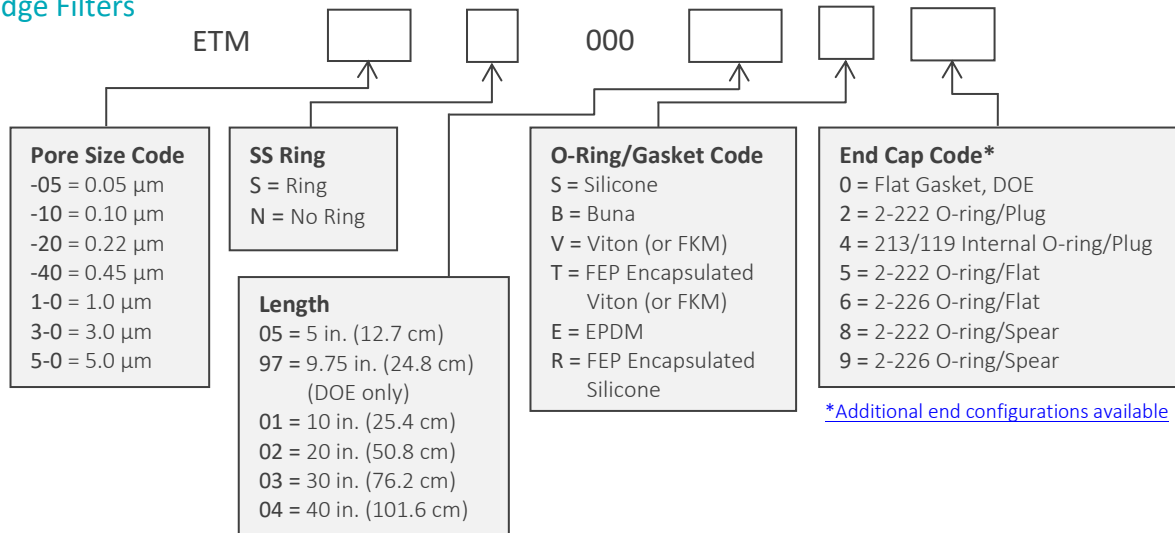 dge Filters
ETM 000
Pore Size Code
-05 = 0.05 µm
-10 = 0.10 µm
-20 = 0.22 µm
-40 = 0.45 µm
1-0 = 1.0 µm
3-0 = 3.0 µm
5-0 = 5.0 µm
SS Ring
S = Ring
N = No Ring
Length
05 = 5 in. (12.7 cm)
97 = 9.75 in. (24.8 cm)
(DOE only)
01 = 10 in. (25.4 cm)
02 = 20 in. (50.8 cm)
03 = 30 in. (76.2 cm)
04 = 40 in. (101.6 cm)
O-Ring/Gasket Code
S = Silicone
B = Buna
V = Viton (or FKM)
T = FEP Encapsulated
Viton (or FKM)
E = EPDM
R = FEP Encapsulated
Silicone
End Cap Code*
0 = Flat Gasket, DOE
2 = 2-222 O-ring/Plug
4 = 213/119 Internal O-ring/Plug
5 = 2-222 O-ring/Flat
6 = 2-226 O-ring/Flat
8 = 2-222 O-ring/Spear
9 = 2-226 O-ring/Spear
*Additional end configurations available